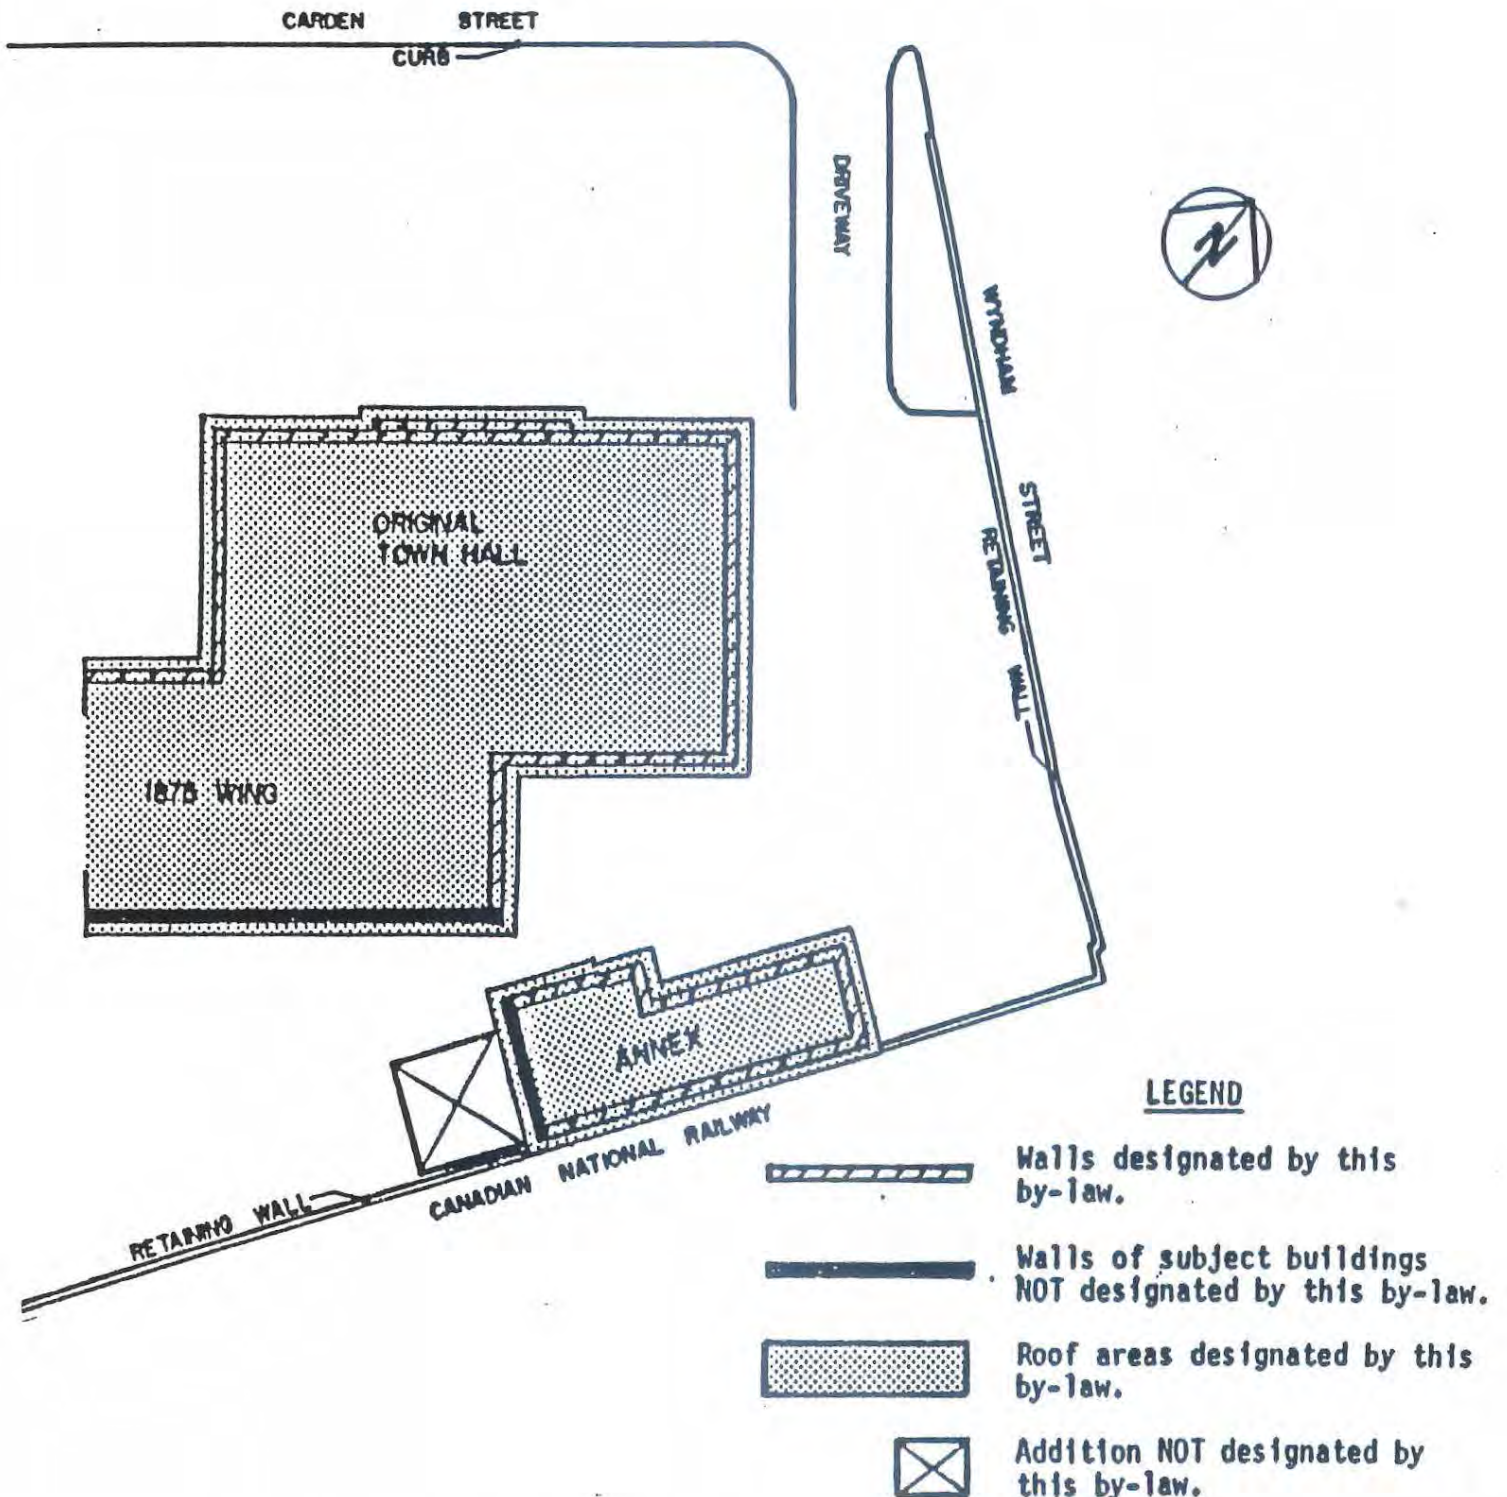 CARDEN STREET
CURB
DRIVEWAY
N
WYNDHAM STREET
RETAINING WALL
ORIGINAL
TOWN HALL
1875 WING
ANNEX
CANADIAN NATIONAL RAILWAY
RETAINING WALL
LEGEND
Walls designated by this
by-law.
Walls of subject buildings
NOT designated by this by-law.
Roof areas designated by this
by-law.
Addition NOT designated by
this by-law.